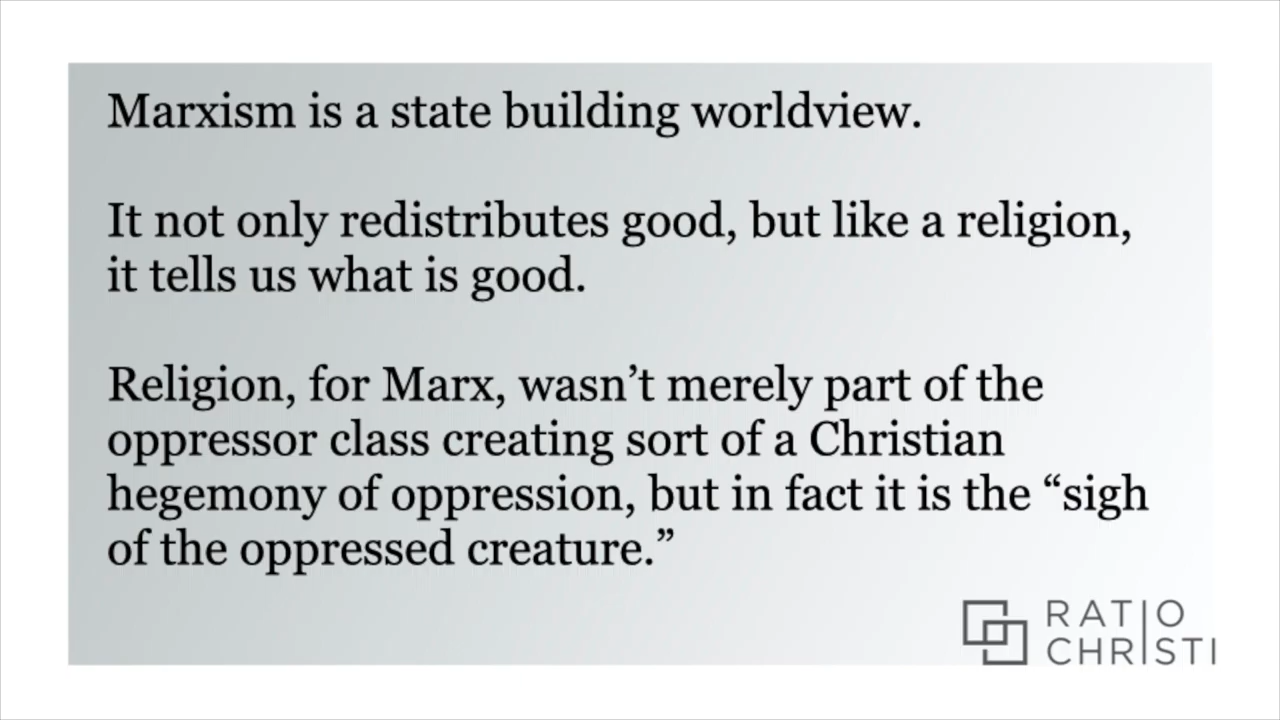 Marxism is a state building worldview.
It not only redistributes good, but like a religion,
it tells us what is good.
Religion, for Marx, wasn’t merely part of the
oppressor class creating sort of a Christian
hegemony of oppression, but in fact it is the “sigh
of the oppressed creature.”
RATIO
CHRISTI